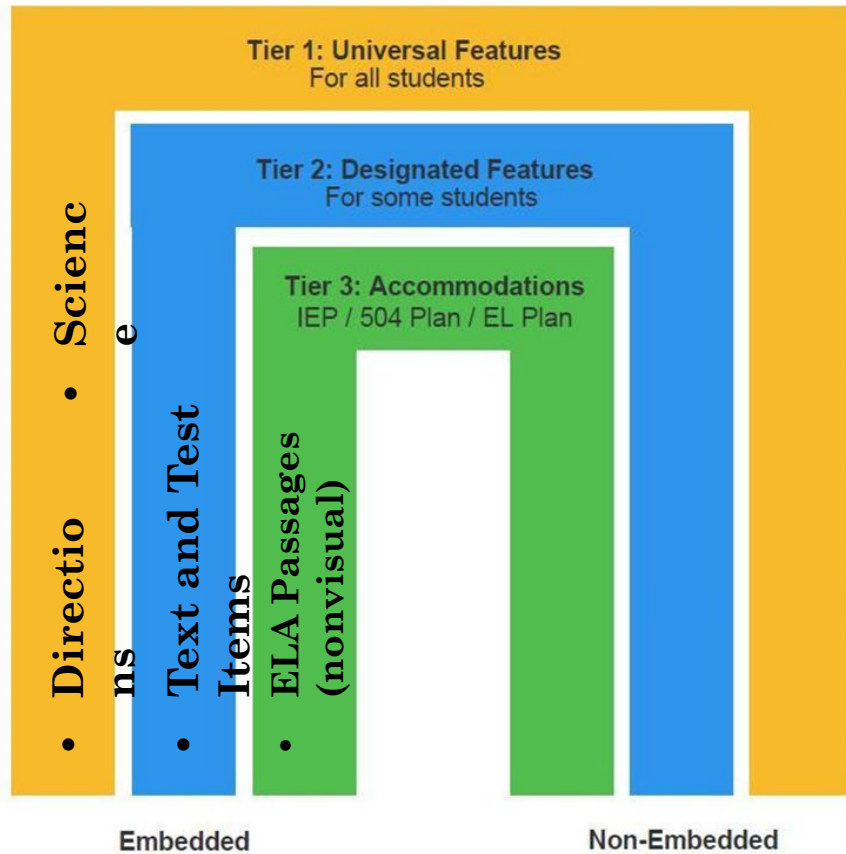 Tier 1: Universal Features
For all students
Tier 2: Designated Features
For some students
Tier 3: Accommodations
IEP / 504 Plan / EL Plan
• Directio
ns
• Scienc
e
• Text and Test
Items
• ELA Passages
(nonvisual)
Embedded
Non-Embedded